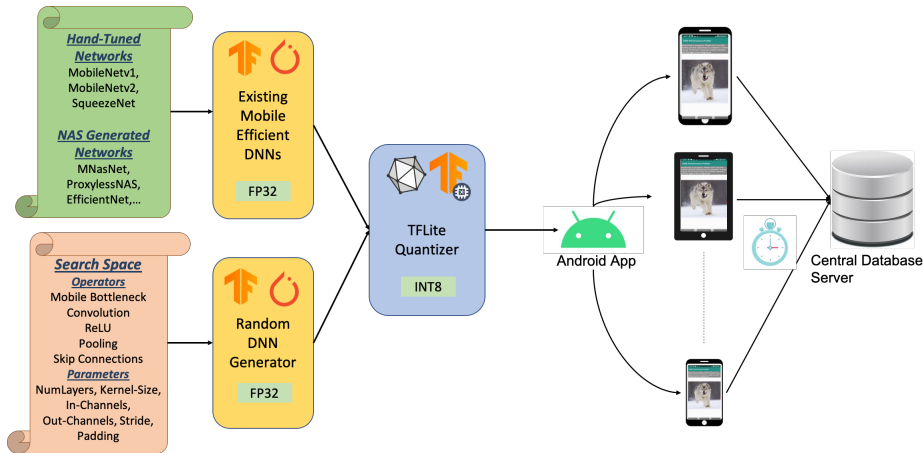 Hand-Tuned
Networks
MobileNetv1,
MobileNetv2,
SqueezeNet
NAS Generated
Networks
MNasNet,
ProxylessNAS,
EfficientNet,...
Existing
Mobile
Efficient
DNNs
FP32
Search Space
Operators
Mobile Bottleneck
Convolution
ReLU
Pooling
Skip Connections
Parameters
NumLayers, Kernel-Size,
In-Channels,
Out-Channels, Stride,
Padding
Random
DNN
Generator
FP32
TFLite
Quantizer
INT8
Android App
Central Database
Server